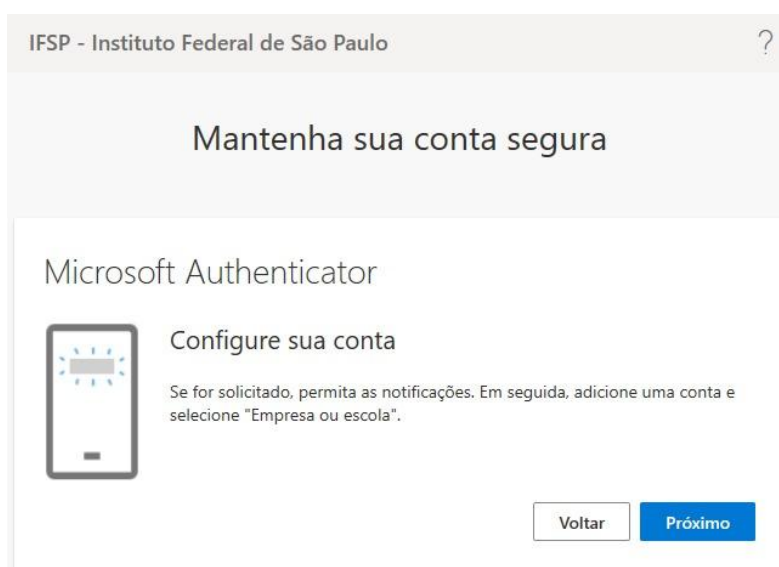 IFSP - Instituto Federal de São Paulo
?
Mantenha sua conta segura
Microsoft Authenticator
Configure sua conta
Se for solicitado, permita as notificações. Em seguida, adicione uma conta e
selecione "Empresa ou escola".
Voltar
Próximo